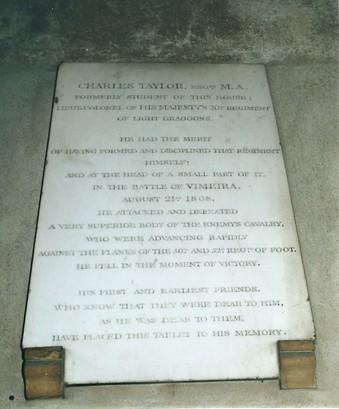 CHARLES TAYLOR, ESQR. M.A.
FORMERLY STUDENT OF THIS HOUSE;
LIEUT: COLONEL OF HIS MAJESTY'S 20T REGIMENT
OF LIGHT DRAGOONS.
HE HAD THE MERIT
OF HAVING FORMED AND DISCIPLINED THAT REGIMENT
HIMSELF;
AND AT THE HEAD OF A SMALL PART OF IT,
IN THE BATTLE OF VIMEIRA,
AUGUST 21ST 1808,
HE ATTACKED AND DEFEATED
A VERY SUPERIOR BODY OF THE ENEMY'S CAVALRY,
WHO WERE ADVANCING RAPIDLY
AGAINST THE FLANKS OF THE 50T AND 52D REGTS OF FOOT.
HE FELL IN THE MOMENT OF VICTORY.
HIS FIRST AND EARLIEST FRIENDS,
WHO KNOW THAT THEY WERE DEAR TO HIM,
AS HE WAS DEAR TO THEM,
HAVE PLACED THIS TABLET TO HIS MEMORY.